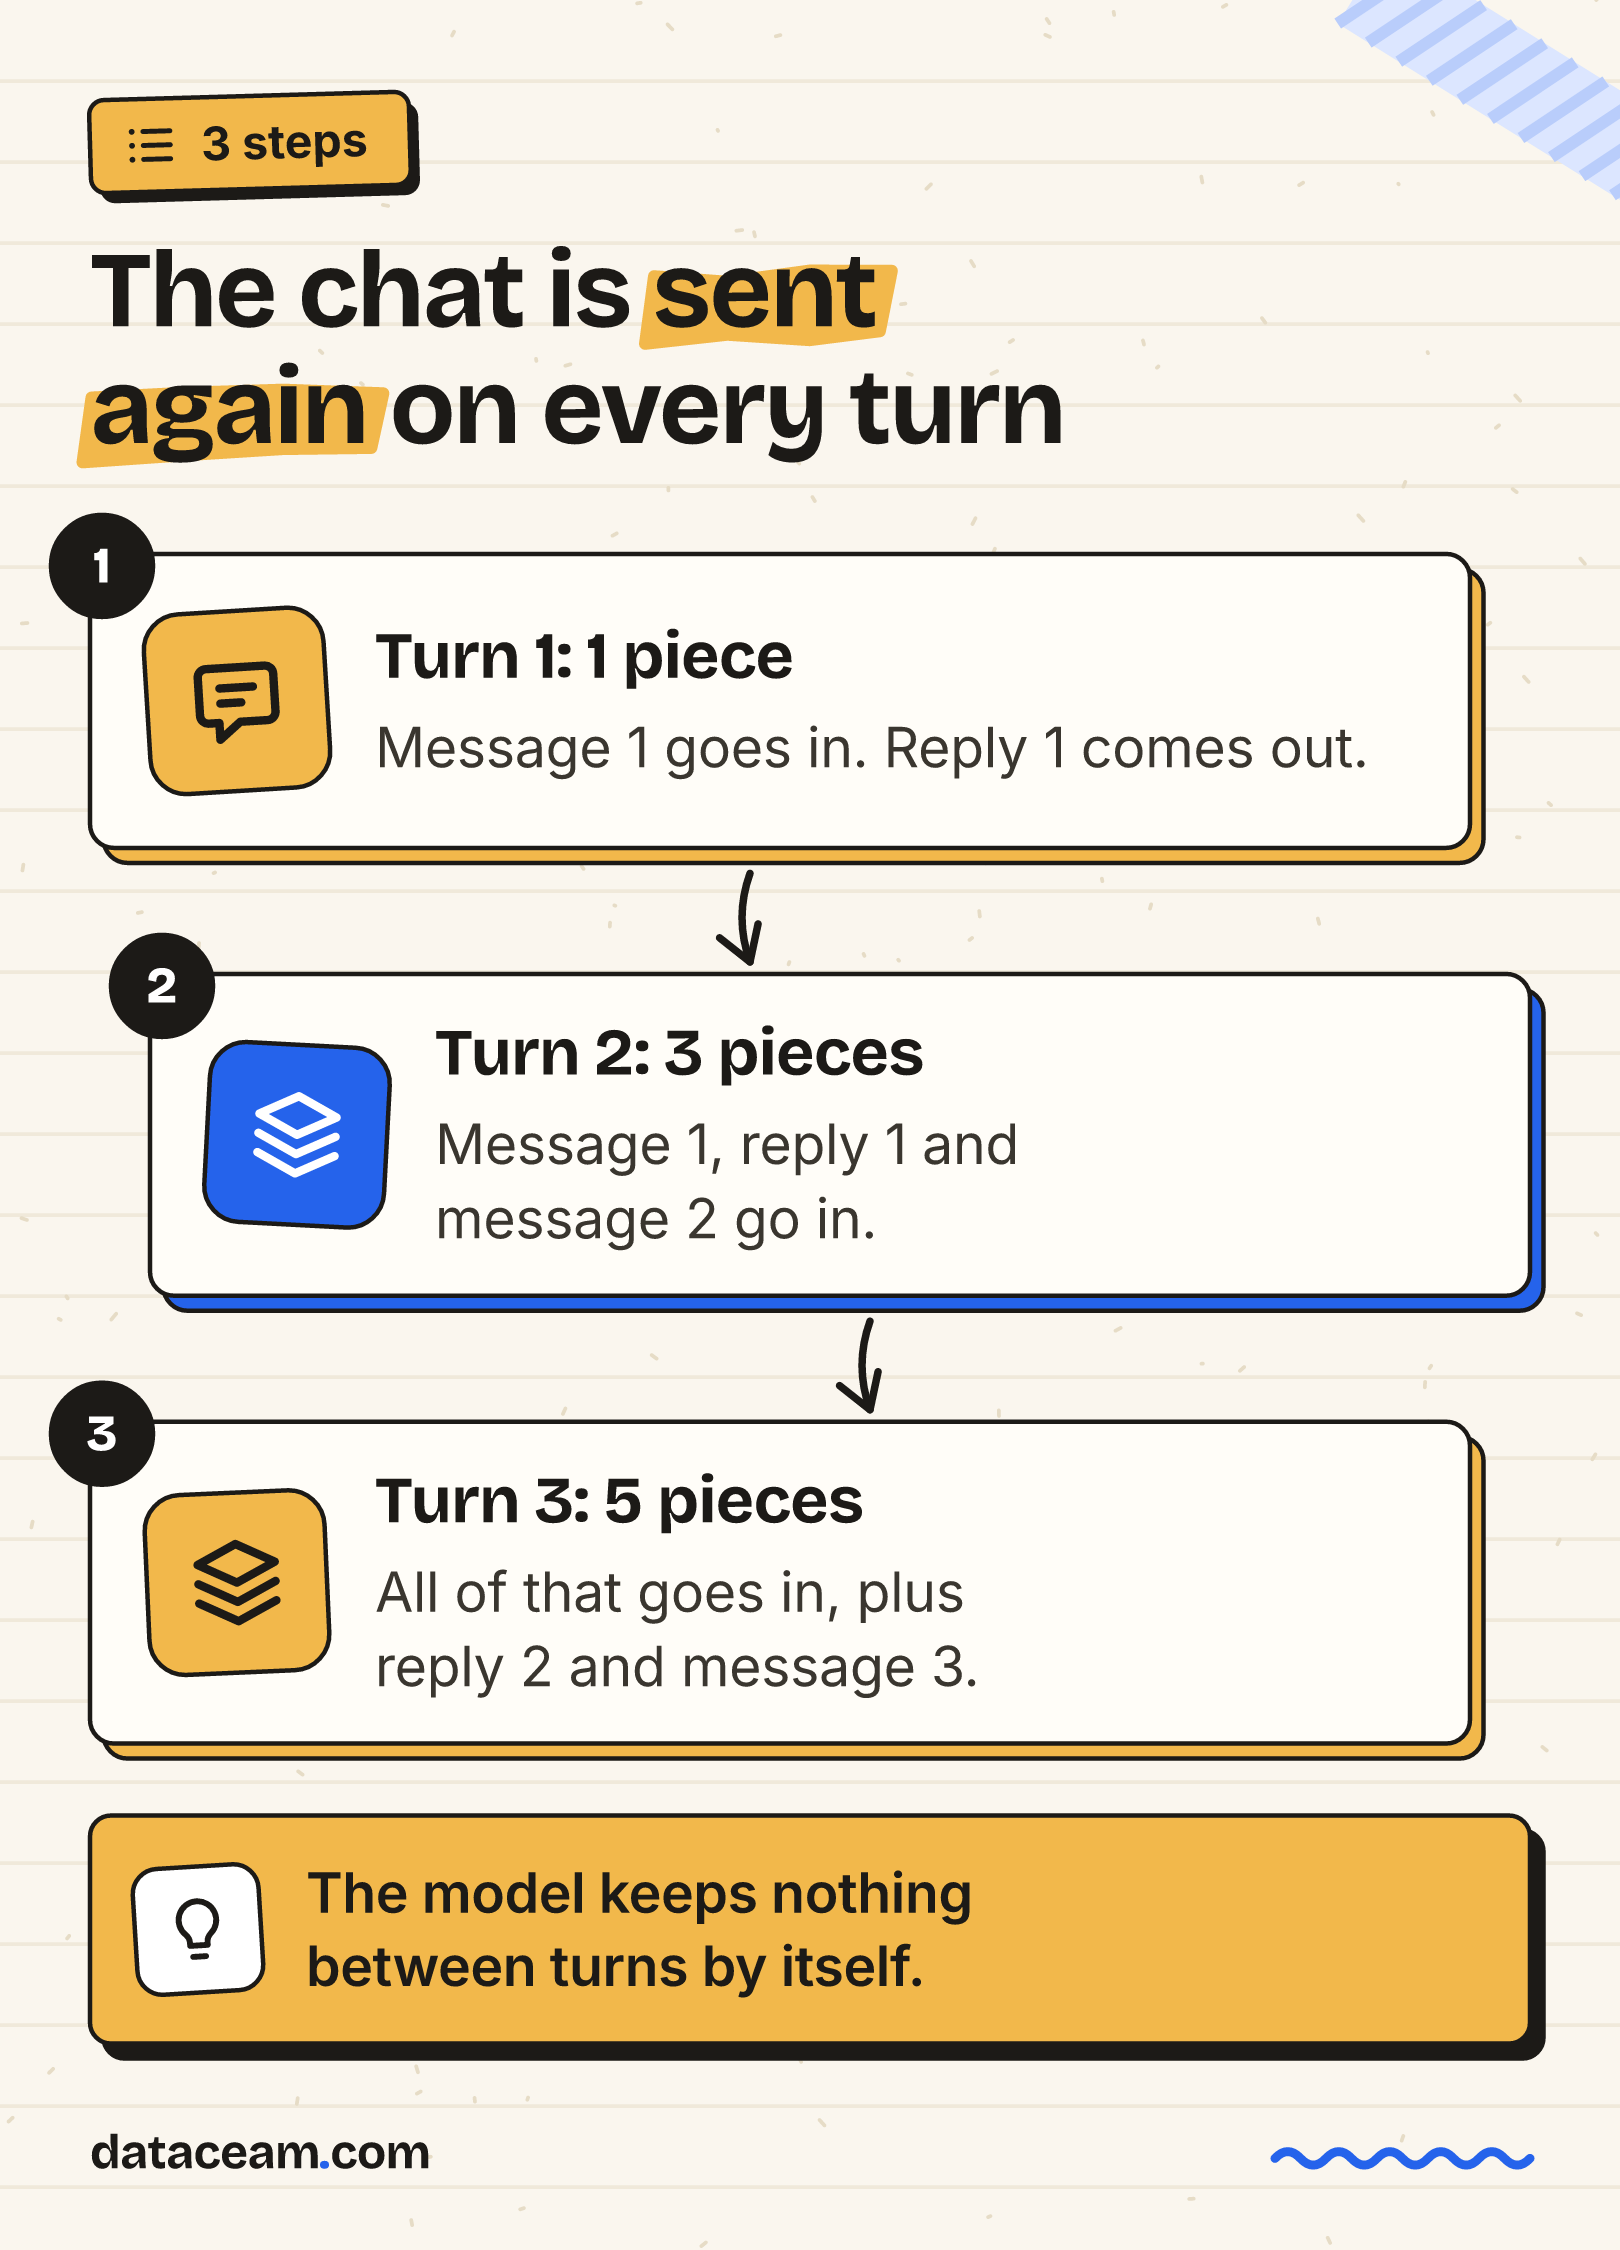 3 steps
The chat is sent
again on every turn
1
Turn 1: 1 piece
Message 1 goes in. Reply 1 comes out.
2
Turn 2: 3 pieces
Message 1, reply 1 and
message 2 go in.
3
Turn 3: 5 pieces
All of that goes in, plus
reply 2 and message 3.
The model keeps nothing
between turns by itself.
dataceam.com